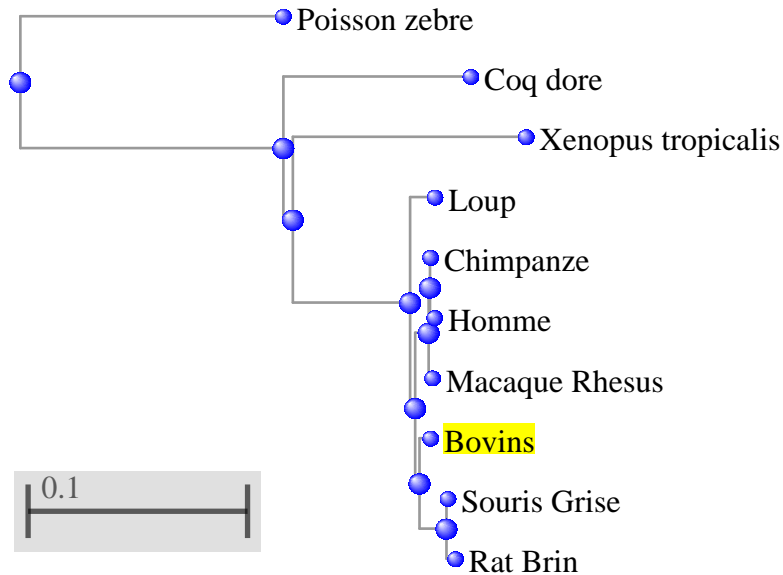 Poisson zebre
Coq dore
Xenopus tropicalis
Loup
Chimpanze
Homme
Macaque Rhesus
Bovins
0.1
Souris Grise
Rat Brin